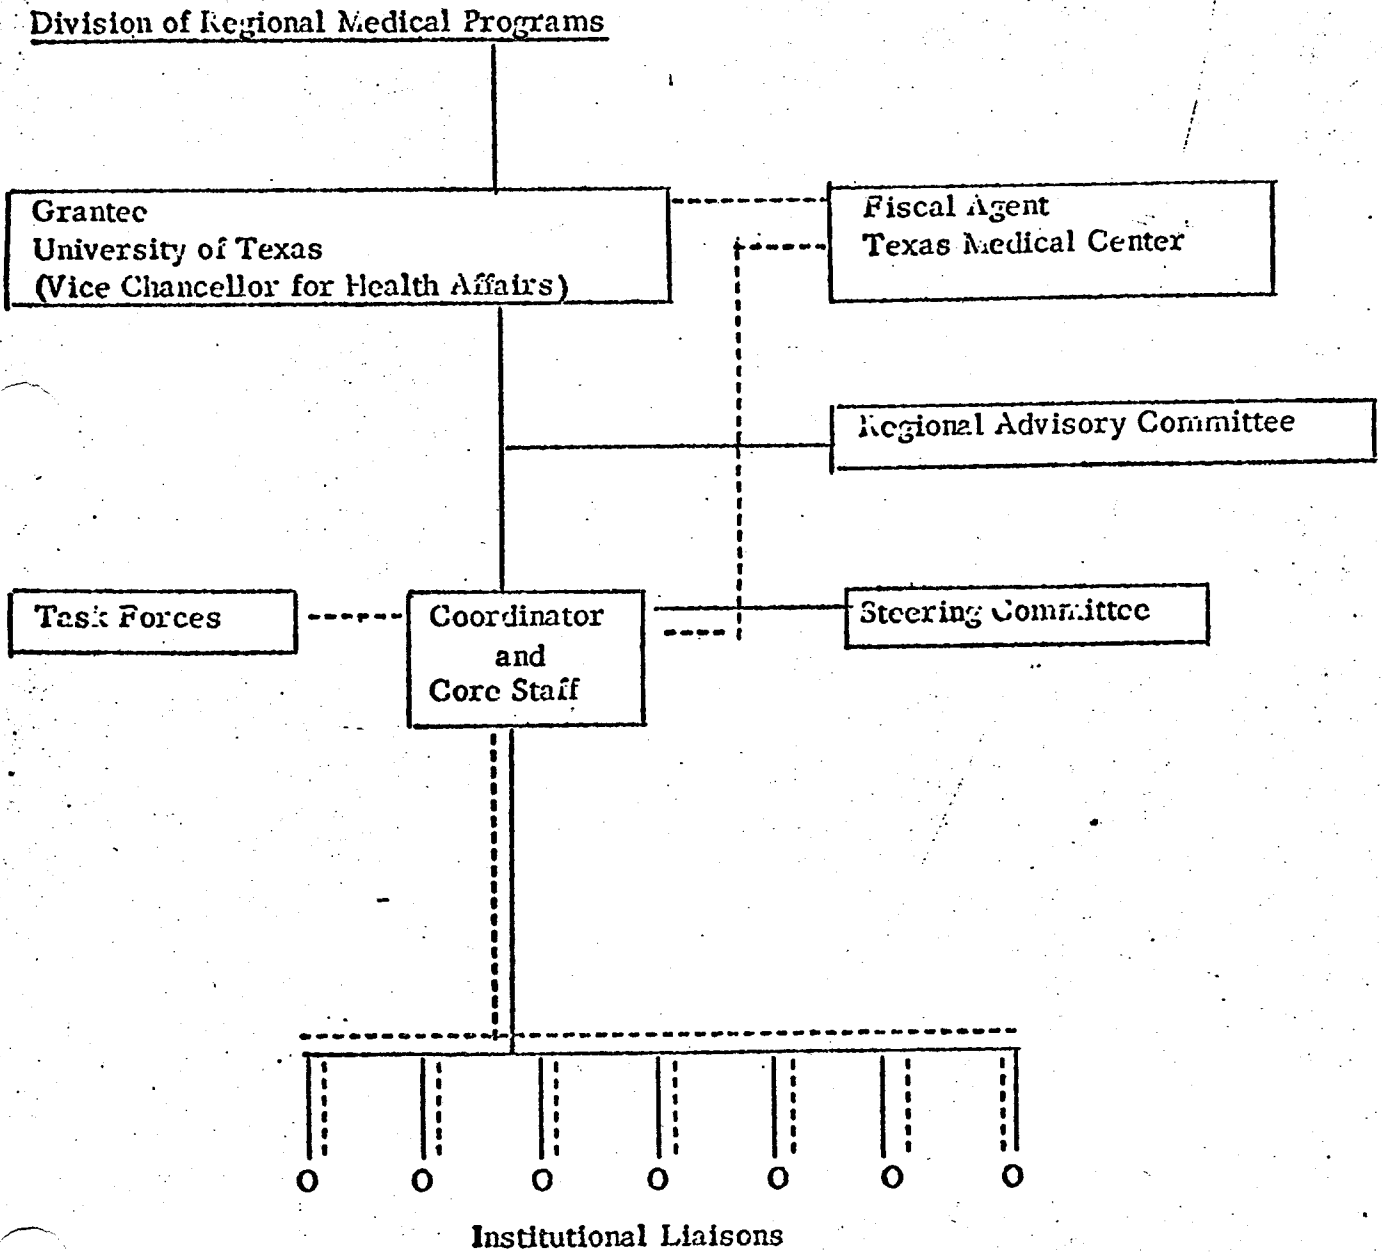 Division of Regional Medical Programs
Grantee
University of Texas
(Vice Chancellor for Health Affairs)
Fiscal Agent
Texas Medical Center
Regional Advisory Committee
Task Forces
Coordinator
and
Core Staff
Steering Committee
O O O O O O O
Institutional Liaisons